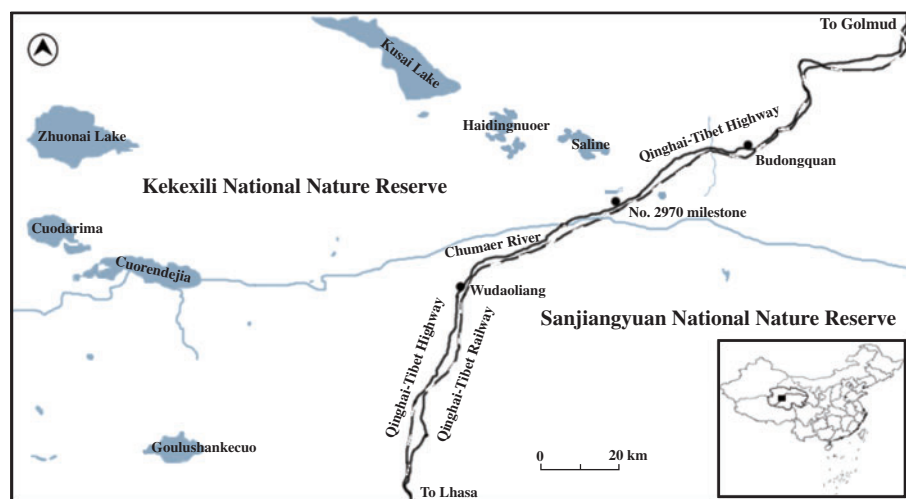 To Golmud
Kusai Lake
Haidingnuoer
Zhuonai Lake
Saline
Qinghai-Tibet Highway
Budongquan
Kekexili National Nature Reserve
No. 2970 milestone
Cuodarima
Chumaer River
Cuorendejia
Wudaoliang
Sanjiangyuan National Nature Reserve
Qinghai-Tibet Highway
Qinghai-Tibet Railway
Goulushankecuo
0 20 km
To Lhasa